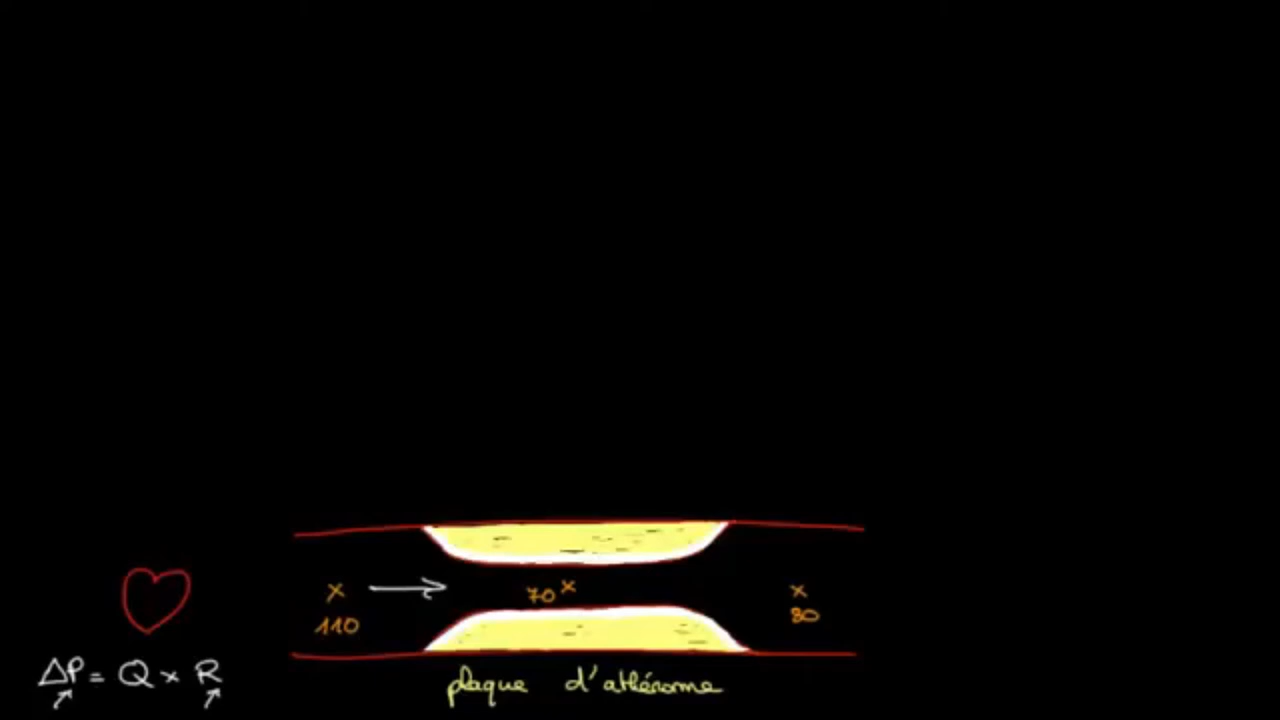 x 70 x x
110 80
ΔP = Q × R
plaque d'athérome